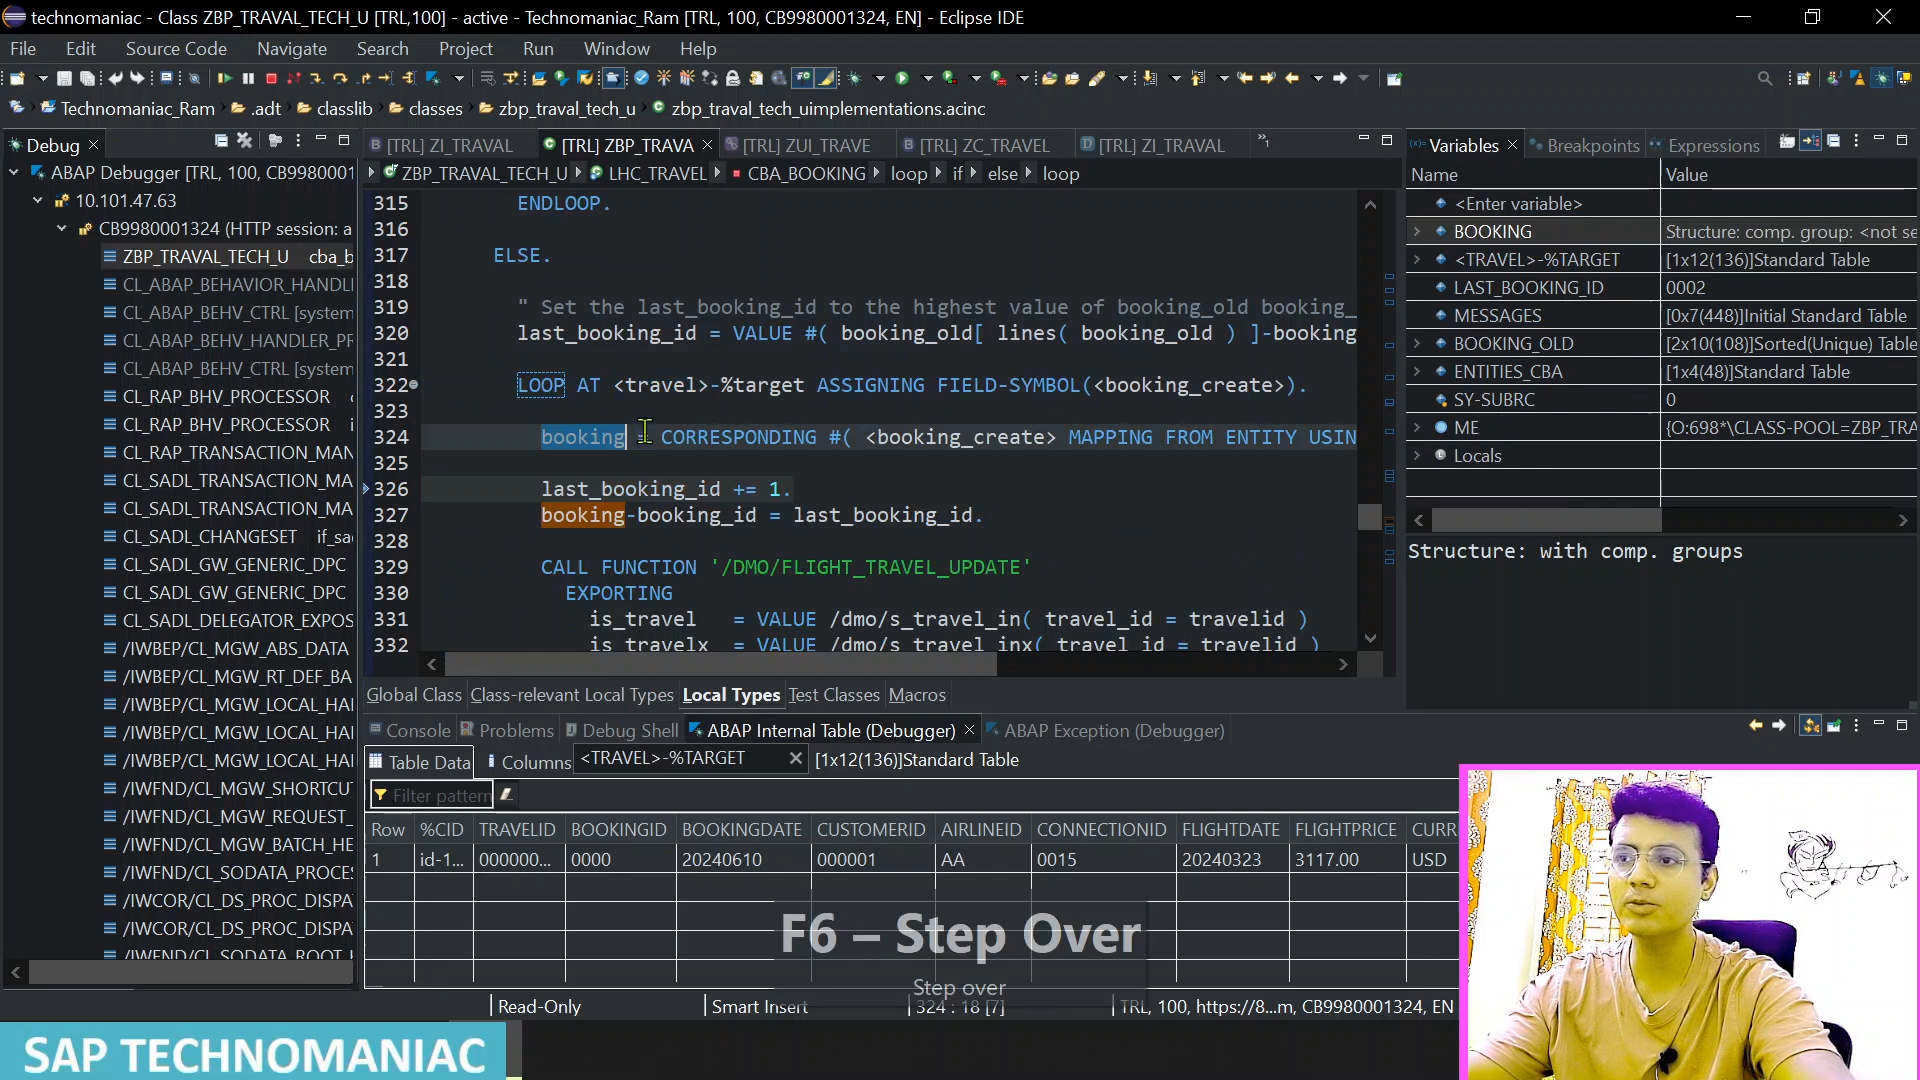 technomaniac - Class ZBP_TRAVAL_TECH_U [TRL,100] - active - Technomaniac_Ram [TRL, 100, CB9980001324, EN] - Eclipse IDE
File Edit Source Code Navigate Search Project Run Window Help
Technomaniac_Ram .adt classlib classes zbp_traval_tech_u zbp_traval_tech_uimplementations.acinc
Debug
ABAP Debugger [TRL, 100, CB9980001
10.101.47.63
CB9980001324 (HTTP session: a
ZBP_TRAVAL_TECH_U cba_b
CL_ABAP_BEHAVIOR_HANDLI
CL_ABAP_BEHV_CTRL [system
CL_ABAP_BEHV_HANDLER_PR
CL_ABAP_BEHV_CTRL [system
CL_RAP_BHV_PROCESSOR
CL_RAP_BHV_PROCESSOR i
CL_RAP_TRANSACTION_MAN
CL_SADL_TRANSACTION_MA
CL_SADL_TRANSACTION_MA
CL_SADL_CHANGESET if_sa
CL_SADL_GW_GENERIC_DPC
CL_SADL_GW_GENERIC_DPC
CL_SADL_DELEGATOR_EXPOS
/IWBEP/CL_MGW_ABS_DATA
/IWBEP/CL_MGW_RT_DEF_BA
/IWBEP/CL_MGW_LOCAL_HAI
/IWBEP/CL_MGW_LOCAL_HAI
/IWBEP/CL_MGW_LOCAL_HAI
/IWFND/CL_MGW_SHORTCU
/IWFND/CL_MGW_REQUEST_
/IWFND/CL_MGW_BATCH_HE
/IWFND/CL_SODATA_PROCE
/IWCOR/CL_DS_PROC_DISPA
/IWCOR/CL_DS_PROC_DISPA
/IWFND/CL_SODATA_ROOT
[TRL] ZI_TRAVAL [TRL] ZBP_TRAVA [TRL] ZUI_TRAVE [TRL] ZC_TRAVEL [TRL] ZI_TRAVAL
ZBP_TRAVAL_TECH_U LHC_TRAVEL CBA_BOOKING loop if else loop
315 ENDLOOP.
316
317 ELSE.
318
319 " Set the last_booking_id to the highest value of booking_old booking_
320 last_booking_id = VALUE #( booking_old[ lines( booking_old ) ]-booking
321
322 LOOP AT <travel>-%target ASSIGNING FIELD-SYMBOL(<booking_create>).
323
324 booking = CORRESPONDING #( <booking_create> MAPPING FROM ENTITY USIN
325
326 last_booking_id += 1.
327 booking-booking_id = last_booking_id.
328
329 CALL FUNCTION '/DMO/FLIGHT_TRAVEL_UPDATE'
330 EXPORTING
331 is_travel = VALUE /dmo/s_travel_in( travel_id = travelid )
332 is_travelx = VALUE /dmo/s_travel_inx( travel_id = travelid )
Global Class Class-relevant Local Types Local Types Test Classes Macros
Variables Breakpoints Expressions
Name Value
<Enter variable>
BOOKING Structure: comp. group: <not se
<TRAVEL>-%TARGET [1x12(136)]Standard Table
LAST_BOOKING_ID 0002
MESSAGES [0x7(448)]Initial Standard Table
BOOKING_OLD [2x10(108)]Sorted(Unique) Table
ENTITIES_CBA [1x4(48)]Standard Table
SY-SUBRC 0
ME {O:698*\CLASS-POOL=ZBP_TRA
Locals
Structure: with comp. groups
Console Problems Debug Shell ABAP Internal Table (Debugger) ABAP Exception (Debugger)
Table Data Columns <TRAVEL>-%TARGET [1x12(136)]Standard Table
Filter pattern
Row %CID TRAVELID BOOKINGID BOOKINGDATE CUSTOMERID AIRLINEID CONNECTIONID FLIGHTDATE FLIGHTPRICE CURR
1 id-1... 000000... 0000 20240610 000001 AA 0015 20240323 3117.00 USD
F6 – Step Over
Step over
Read-Only Smart Insert 324 : 18 [7] TRL, 100, https://8...m, CB9980001324, EN
SAP TECHNOMANIAC